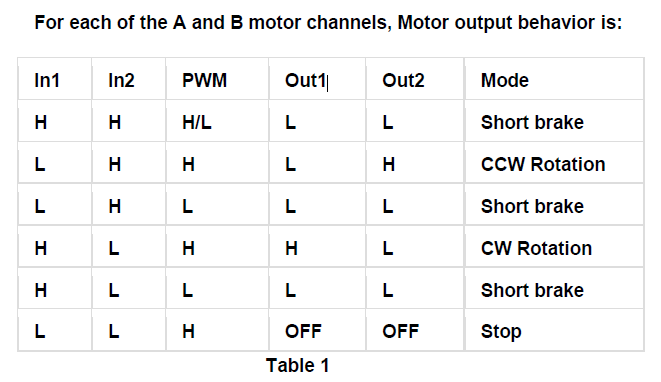 For each of the A and B motor channels, Motor output behavior is:
In1 In2 PWM Out1 Out2 Mode
H H H/L L L Short brake
L H H L H CCW Rotation
L H L L L Short brake
H L H H L CW Rotation
H L L L L Short brake
L L H OFF OFF Stop
Table 1